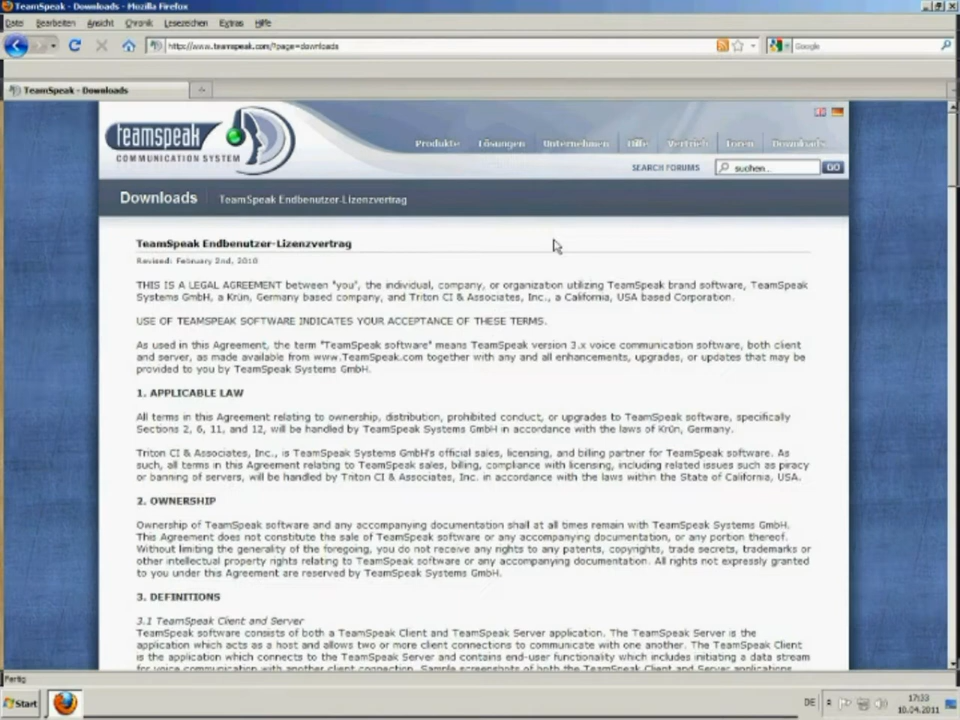 TeamSpeak - Downloads - Mozilla Firefox
Datei Bearbeiten Ansicht Chronik Lesezeichen Extras Hilfe
http://www.teamspeak.com/?page=downloads
Google
TeamSpeak - Downloads
teamspeak
COMMUNICATION SYSTEM
Produkte Lösungen Unternehmen Hilfe Vertrieb Foren Downloads
SEARCH FORUMS suchen... GO
Downloads TeamSpeak Endbenutzer-Lizenzvertrag
TeamSpeak Endbenutzer-Lizenzvertrag
Revised: February 2nd, 2010
THIS IS A LEGAL AGREEMENT between "you", the individual, company, or organization utilizing TeamSpeak brand software, TeamSpeak
Systems GmbH, a Krün, Germany based company, and Triton CI & Associates, Inc., a California, USA based Corporation.
USE OF TEAMSPEAK SOFTWARE INDICATES YOUR ACCEPTANCE OF THESE TERMS.
As used in this Agreement, the term "TeamSpeak software" means TeamSpeak version 3.x voice communication software, both client
and server, as made available from www.TeamSpeak.com together with any and all enhancements, upgrades, or updates that may be
provided to you by TeamSpeak Systems GmbH.
1. APPLICABLE LAW
All terms in this Agreement relating to ownership, distribution, prohibited conduct, or upgrades to TeamSpeak software, specifically
Sections 2, 6, 11, and 12, will be handled by TeamSpeak Systems GmbH in accordance with the laws of Krün, Germany.
Triton CI & Associates, Inc., is TeamSpeak Systems GmbH's official sales, licensing, and billing partner for TeamSpeak software. As
such, all terms in this Agreement relating to TeamSpeak sales, billing, compliance with licensing, including related issues such as piracy
or banning of servers, will be handled by Triton CI & Associates, Inc. in accordance with the laws within the State of California, USA.
2. OWNERSHIP
Ownership of TeamSpeak software and any accompanying documentation shall at all times remain with TeamSpeak Systems GmbH.
This Agreement does not constitute the sale of TeamSpeak software or any accompanying documentation, or any portion thereof.
Without limiting the generality of the foregoing, you do not receive any rights to any patents, copyrights, trade secrets, trademarks or
other intellectual property rights relating to TeamSpeak software or any accompanying documentation. All rights not expressly granted
to you under this Agreement are reserved by TeamSpeak Systems GmbH.
3. DEFINITIONS
3.1 TeamSpeak Client and Server
TeamSpeak software consists of both a TeamSpeak Client and TeamSpeak Server application. The TeamSpeak Server is the
application which acts as a host and allows two or more client connections to communicate with one another. The TeamSpeak Client
is the application which connects to the TeamSpeak Server and contains end-user functionality which includes initiating a data stream
for voice communication with another client connection. Sample screenshots of both the TeamSpeak Client and Server applications
Fertig
Start DE 17:33
10.04.2011